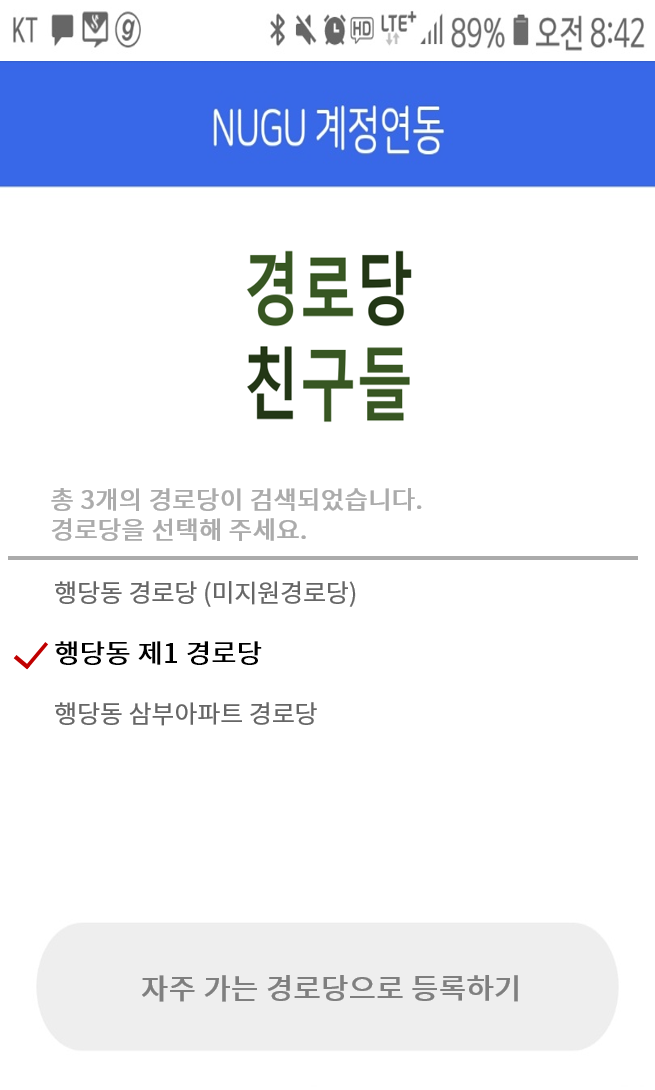 KT HD LTE+ 89% 오전 8:42
NUGU 계정연동
경로당
친구들
총 3개의 경로당이 검색되었습니다.
경로당을 선택해 주세요.
행당동 경로당 (미지원경로당)
행당동 제1 경로당
행당동 삼부아파트 경로당
자주 가는 경로당으로 등록하기